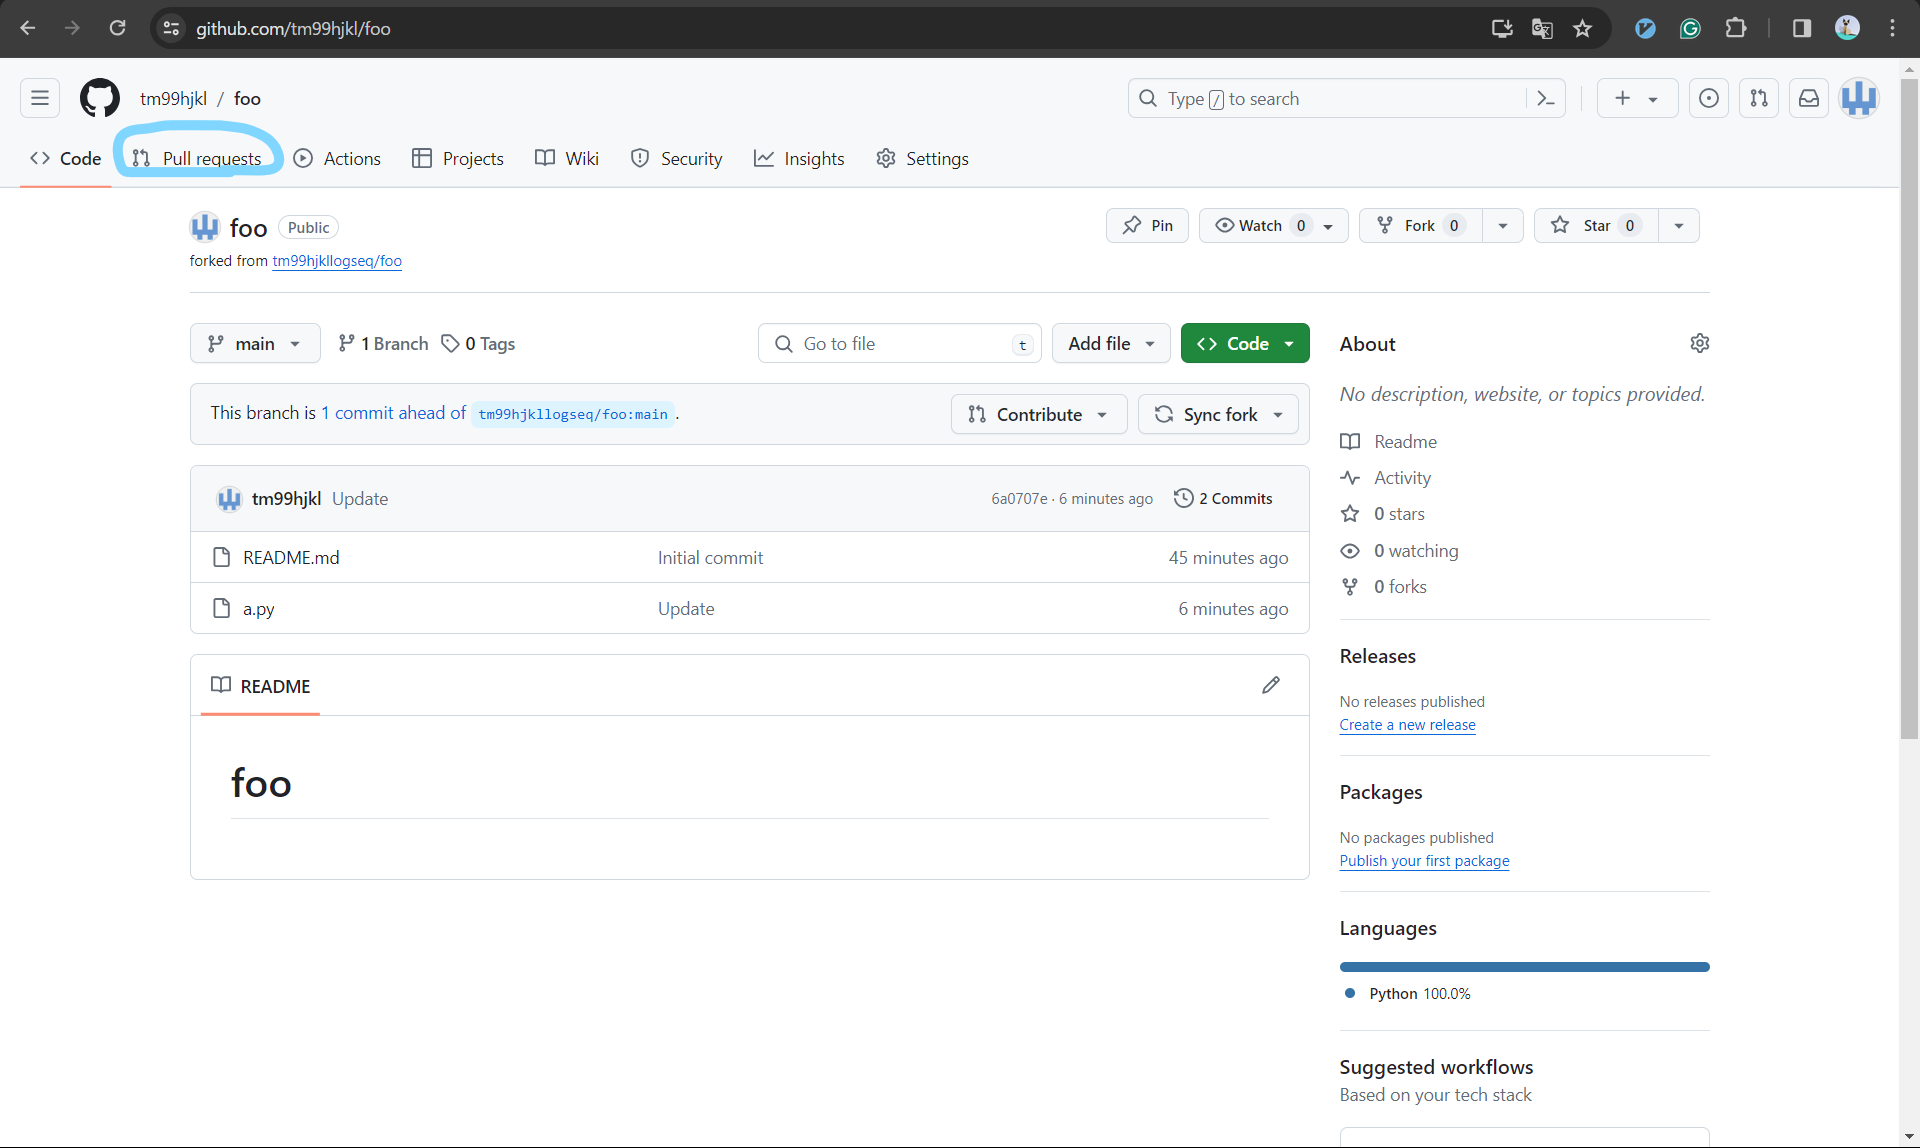 github.com/tm99hjkl/foo
tm99hjkl / foo
Type / to search
Code Pull requests Actions Projects Wiki Security Insights Settings
foo Public
Pin Watch 0 Fork 0 Star 0
forked from tm99hjkllogseq/foo
main 1 Branch 0 Tags Go to file t Add file Code
This branch is 1 commit ahead of tm99hjkllogseq/foo:main .
Contribute Sync fork
tm99hjkl Update 6a0707e · 6 minutes ago 2 Commits
README.md Initial commit 45 minutes ago
a.py Update 6 minutes ago
README
foo
About
No description, website, or topics provided.
Readme
Activity
0 stars
0 watching
0 forks
Releases
No releases published
Create a new release
Packages
No packages published
Publish your first package
Languages
Python 100.0%
Suggested workflows
Based on your tech stack